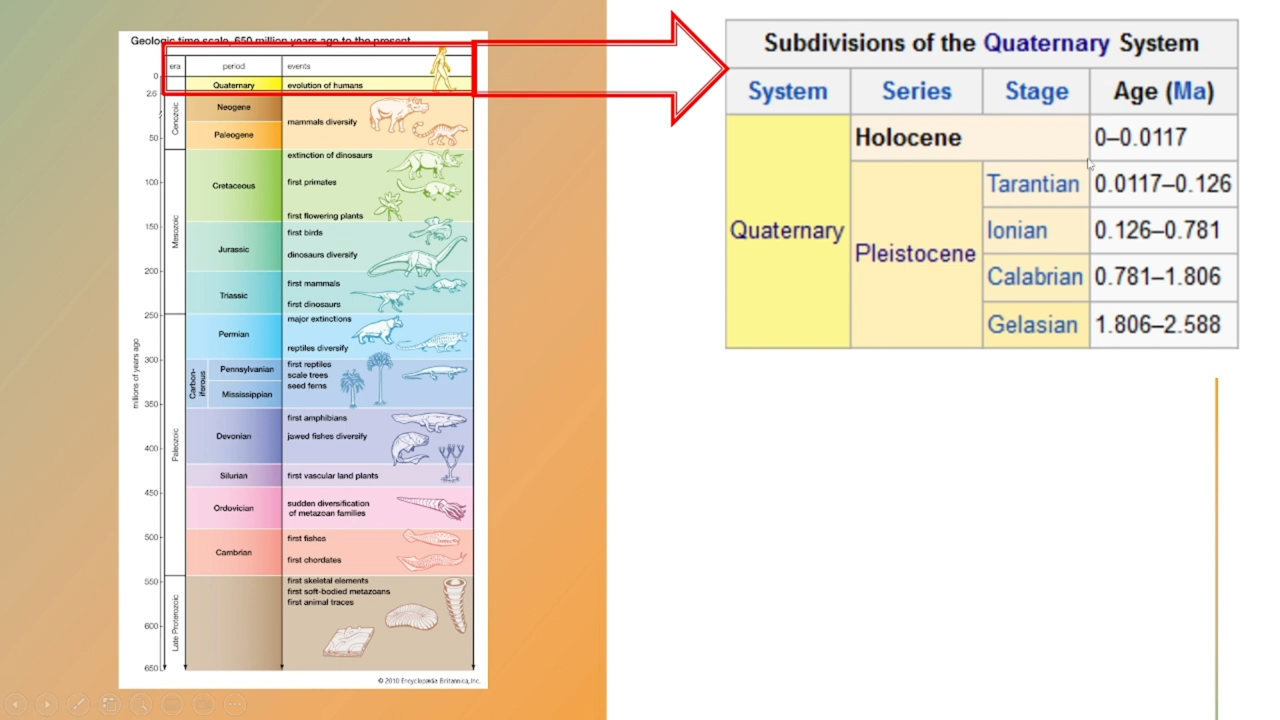 Geologic time scale, 650 million years ago to the present
era period events
0
Quaternary evolution of humans
2.6
Cenozoic
Neogene
mammals diversify
Paleogene
50
extinction of dinosaurs
100
Cretaceous
first primates
first flowering plants
Mesozoic
150
first birds
Jurassic
dinosaurs diversify
200
first mammals
Triassic
first dinosaurs
250
major extinctions
Permian
reptiles diversify
millions of years ago
300
Carbon-
iferous
Pennsylvanian
first reptiles
scale trees
seed ferns
Mississippian
350
first amphibians
Devonian
jawed fishes diversify
400
Paleozoic
Silurian
first vascular land plants
450
Ordovician
sudden diversification
of metazoan families
500
first fishes
Cambrian
first chordates
550
first skeletal elements
first soft-bodied metazoans
first animal traces
600
Late Proterozoic
650
© 2010 Encyclopædia Britannica, Inc.
Subdivisions of the Quaternary System
System Series Stage Age (Ma)
Quaternary
Holocene 0–0.0117
Pleistocene
Tarantian 0.0117–0.126
Ionian 0.126–0.781
Calabrian 0.781–1.806
Gelasian 1.806–2.588